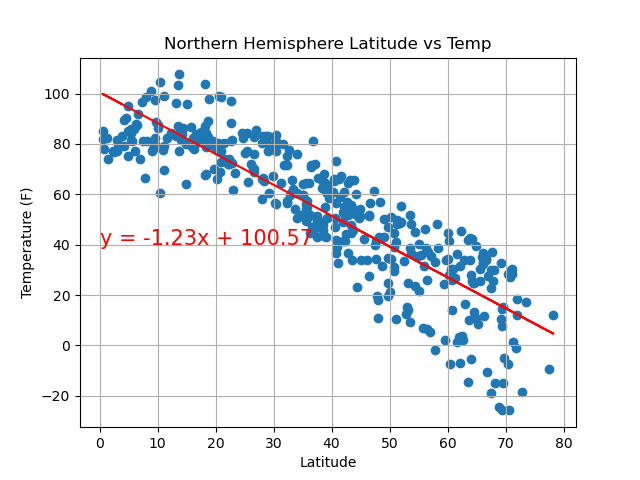 Northern Hemisphere Latitude vs Temp
Temperature (F)
100
80
60
40
20
0
−20
y = -1.23x + 100.57
0 10 20 30 40 50 60 70 80
Latitude